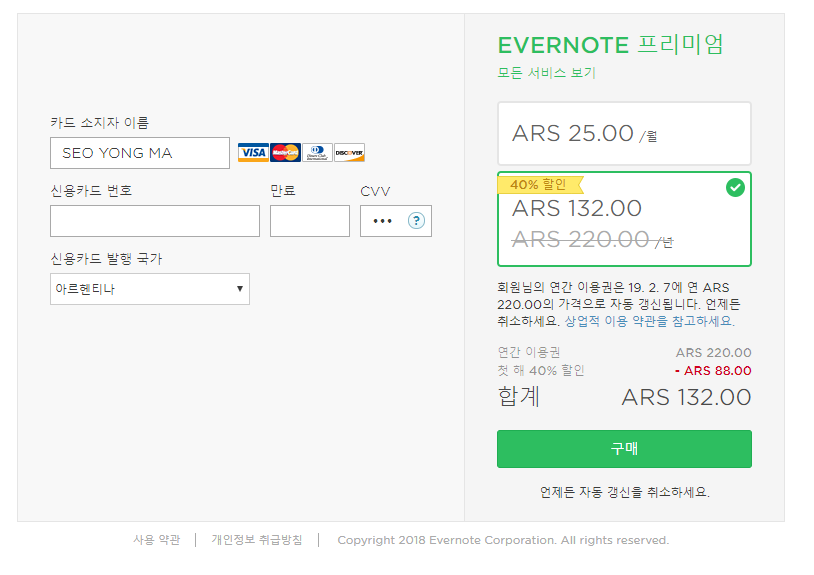 카드 소지자 이름
SEO YONG MA
VISA MasterCard Diners Club International DISCOVER
신용카드 번호
만료
CVV
••• ?
신용카드 발행 국가
아르헨티나
EVERNOTE 프리미엄
모든 서비스 보기
ARS 25.00 /월
40% 할인
ARS 132.00
ARS 220.00 /년
회원님의 연간 이용권은 19. 2. 7에 연 ARS
220.00의 가격으로 자동 갱신됩니다. 언제든
취소하세요. 상업적 이용 약관을 참고하세요.
연간 이용권 ARS 220.00
첫 해 40% 할인 - ARS 88.00
합계 ARS 132.00
구매
언제든 자동 갱신을 취소하세요.
사용 약관 | 개인정보 취급방침 | Copyright 2018 Evernote Corporation. All rights reserved.